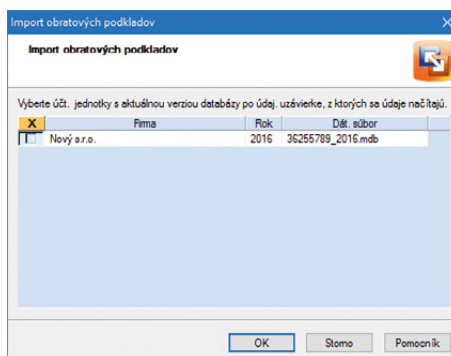 Import obratových podkladov
Import obratových podkladov
Vyberte účt. jednotky s aktuálnou verziou databázy po údaj. uzávierke, z ktorých sa údaje načítajú.
X Firma Rok Dát. súbor
Nový s.r.o. 2016 36255789_2016.mdb
OK Storno Pomocník